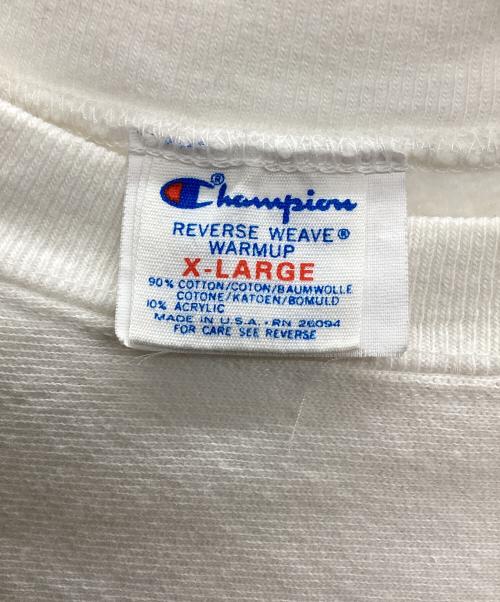 Champion®
REVERSE WEAVE®
WARMUP
X-LARGE
90% COTTON/COTON/BAUMWOLLE
COTONE/KATOEN/BOMULD
10% ACRYLIC
MADE IN U.S.A. · RN 26094
FOR CARE SEE REVERSE